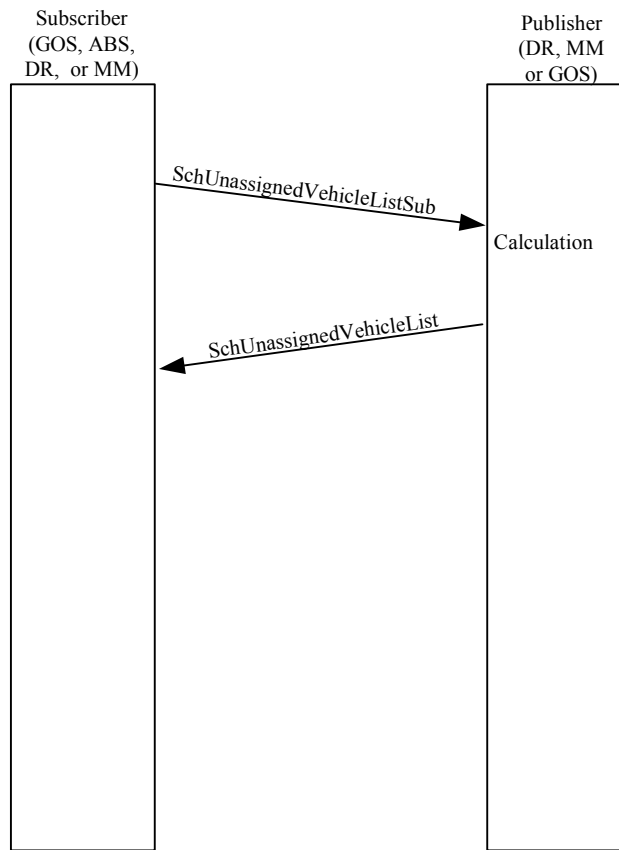 Subscriber
(GOS, ABS,
DR,  or MM)
Publisher
(DR, MM
or GOS)
SchUnassignedVehicleListSub
Calculation
SchUnassignedVehicleList